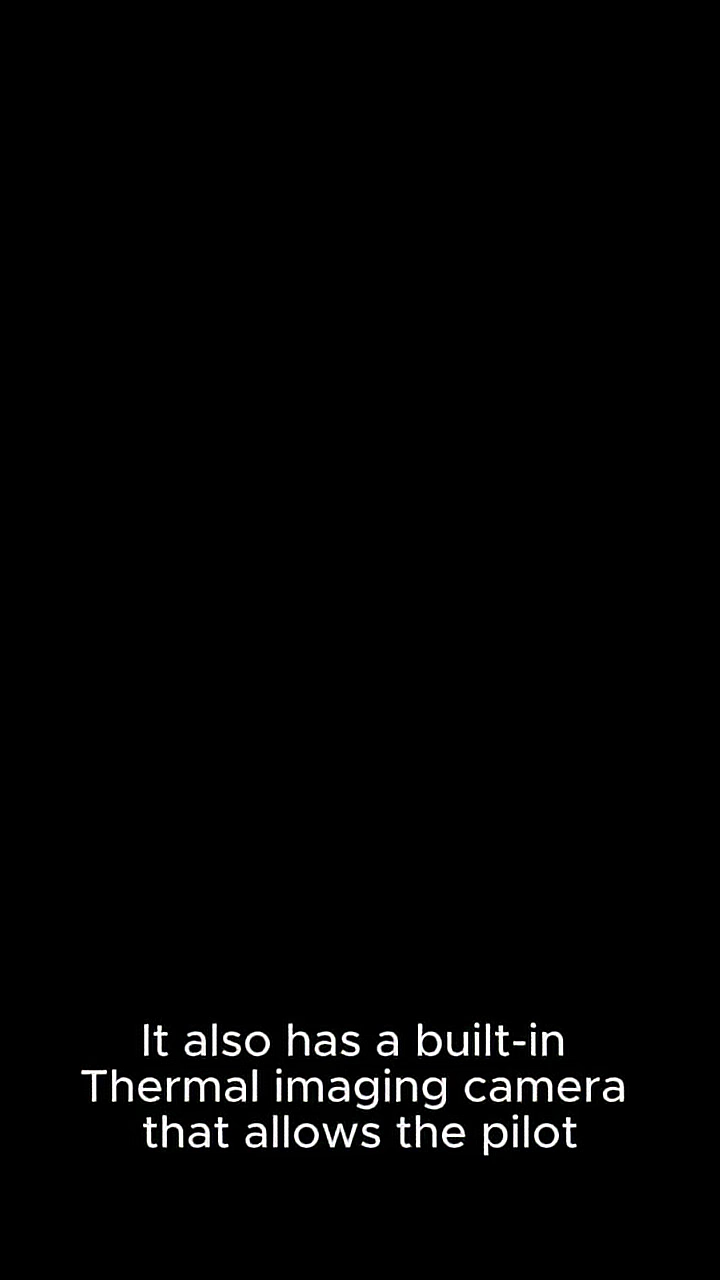 It also has a built-in
Thermal imaging camera
that allows the pilot